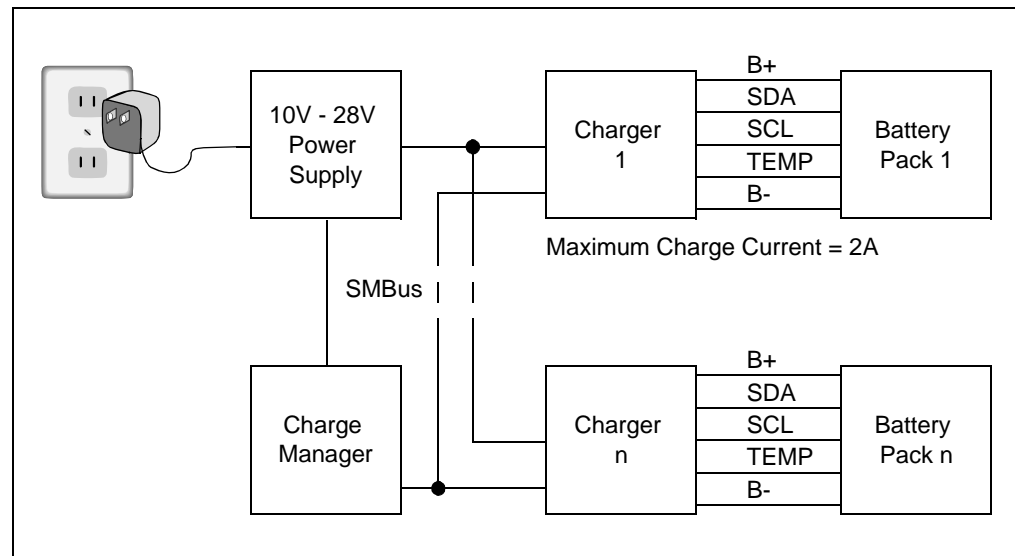 10V - 28V
Power
Supply
Charger
1
B+
SDA
SCL
TEMP
B-
Battery
Pack 1
Maximum Charge Current = 2A
SMBus
Charge
Manager
Charger
n
B+
SDA
SCL
TEMP
B-
Battery
Pack n